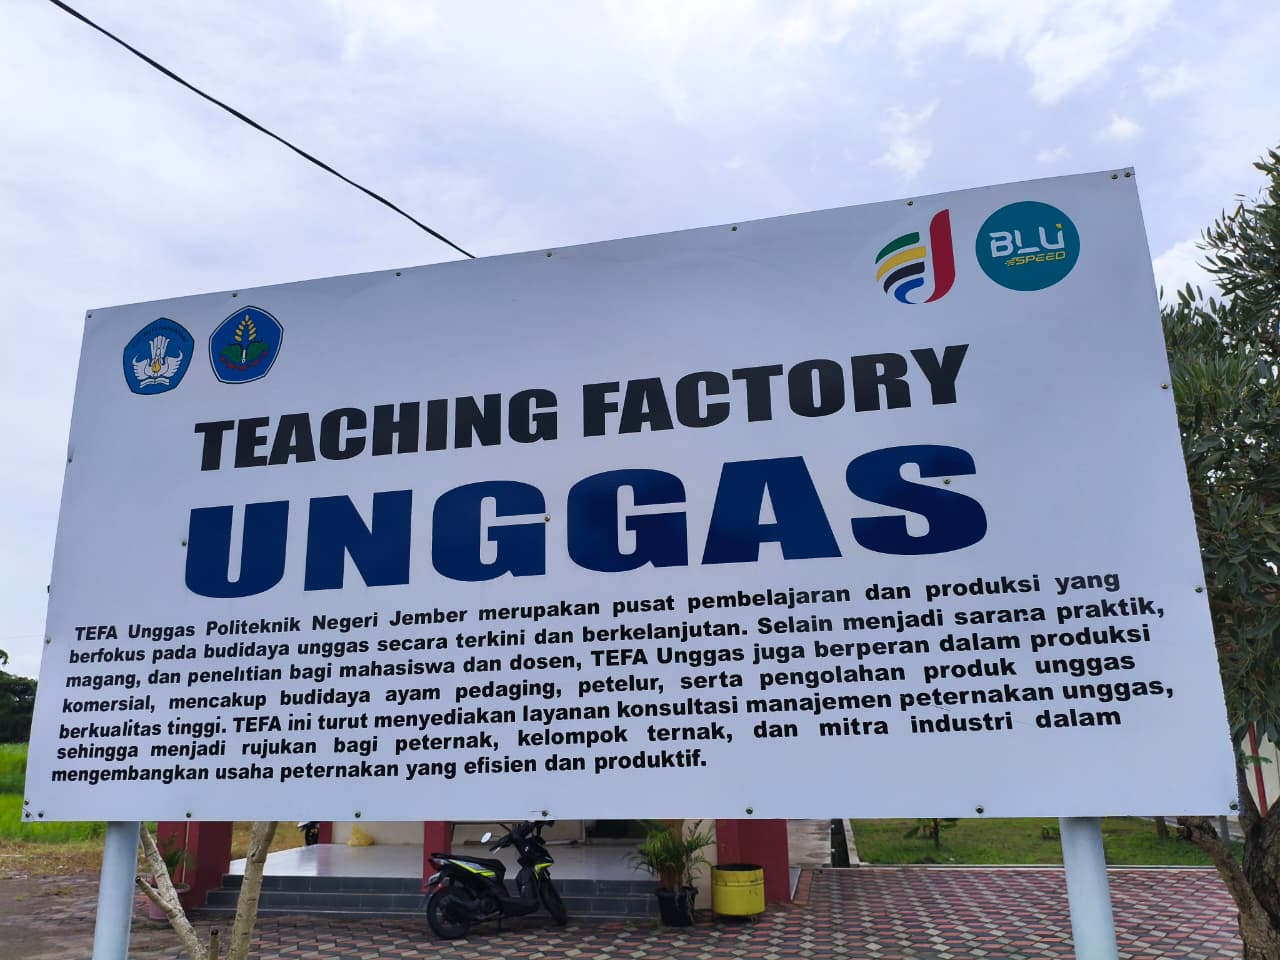 BLU
SPEED
TEACHING FACTORY
UNGGAS
TEFA Unggas Politeknik Negeri Jember merupakan pusat pembelajaran dan produksi yang
berfokus pada budidaya unggas secara terkini dan berkelanjutan. Selain menjadi sarana praktik,
magang, dan penelitian bagi mahasiswa dan dosen, TEFA Unggas juga berperan dalam produksi
komersial, mencakup budidaya ayam pedaging, petelur, serta pengolahan produk unggas
berkualitas tinggi. TEFA ini turut menyediakan layanan konsultasi manajemen peternakan unggas,
sehingga menjadi rujukan bagi peternak, kelompok ternak, dan mitra industri dalam
mengembangkan usaha peternakan yang efisien dan produktif.